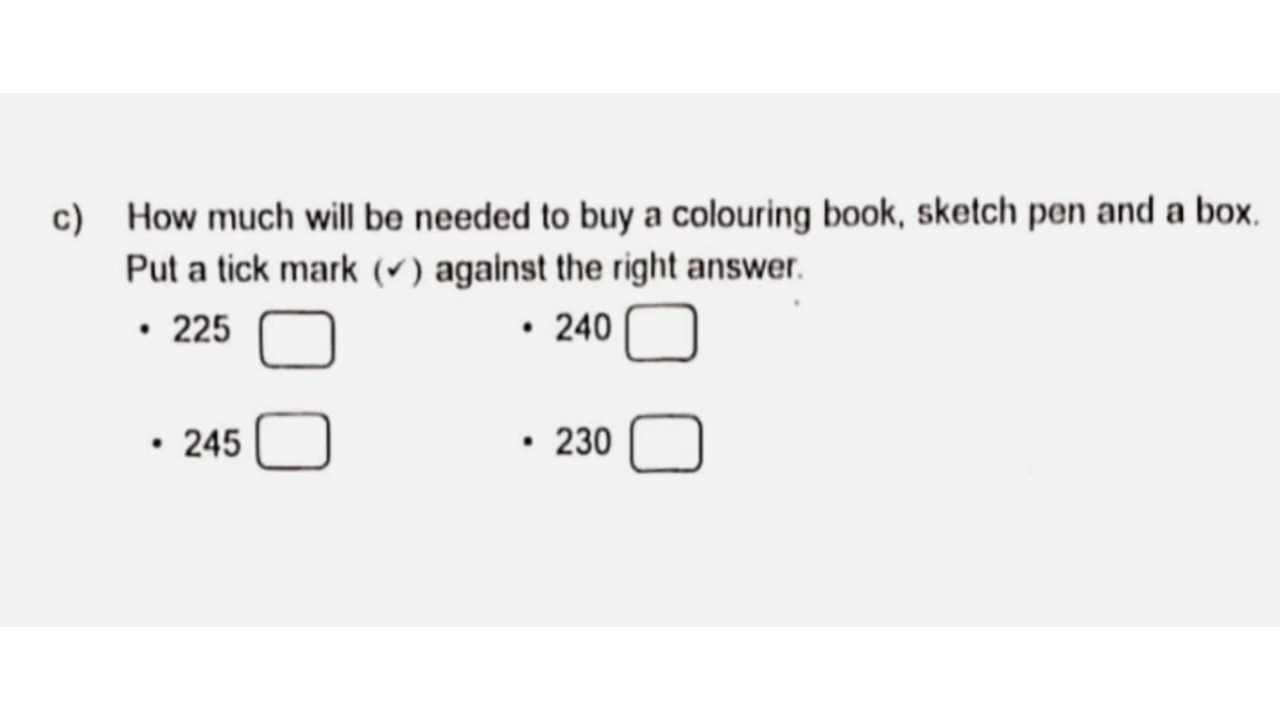 c) How much will be needed to buy a colouring book, sketch pen and a box.
Put a tick mark (✓) against the right answer.
• 225 • 240
• 245 • 230